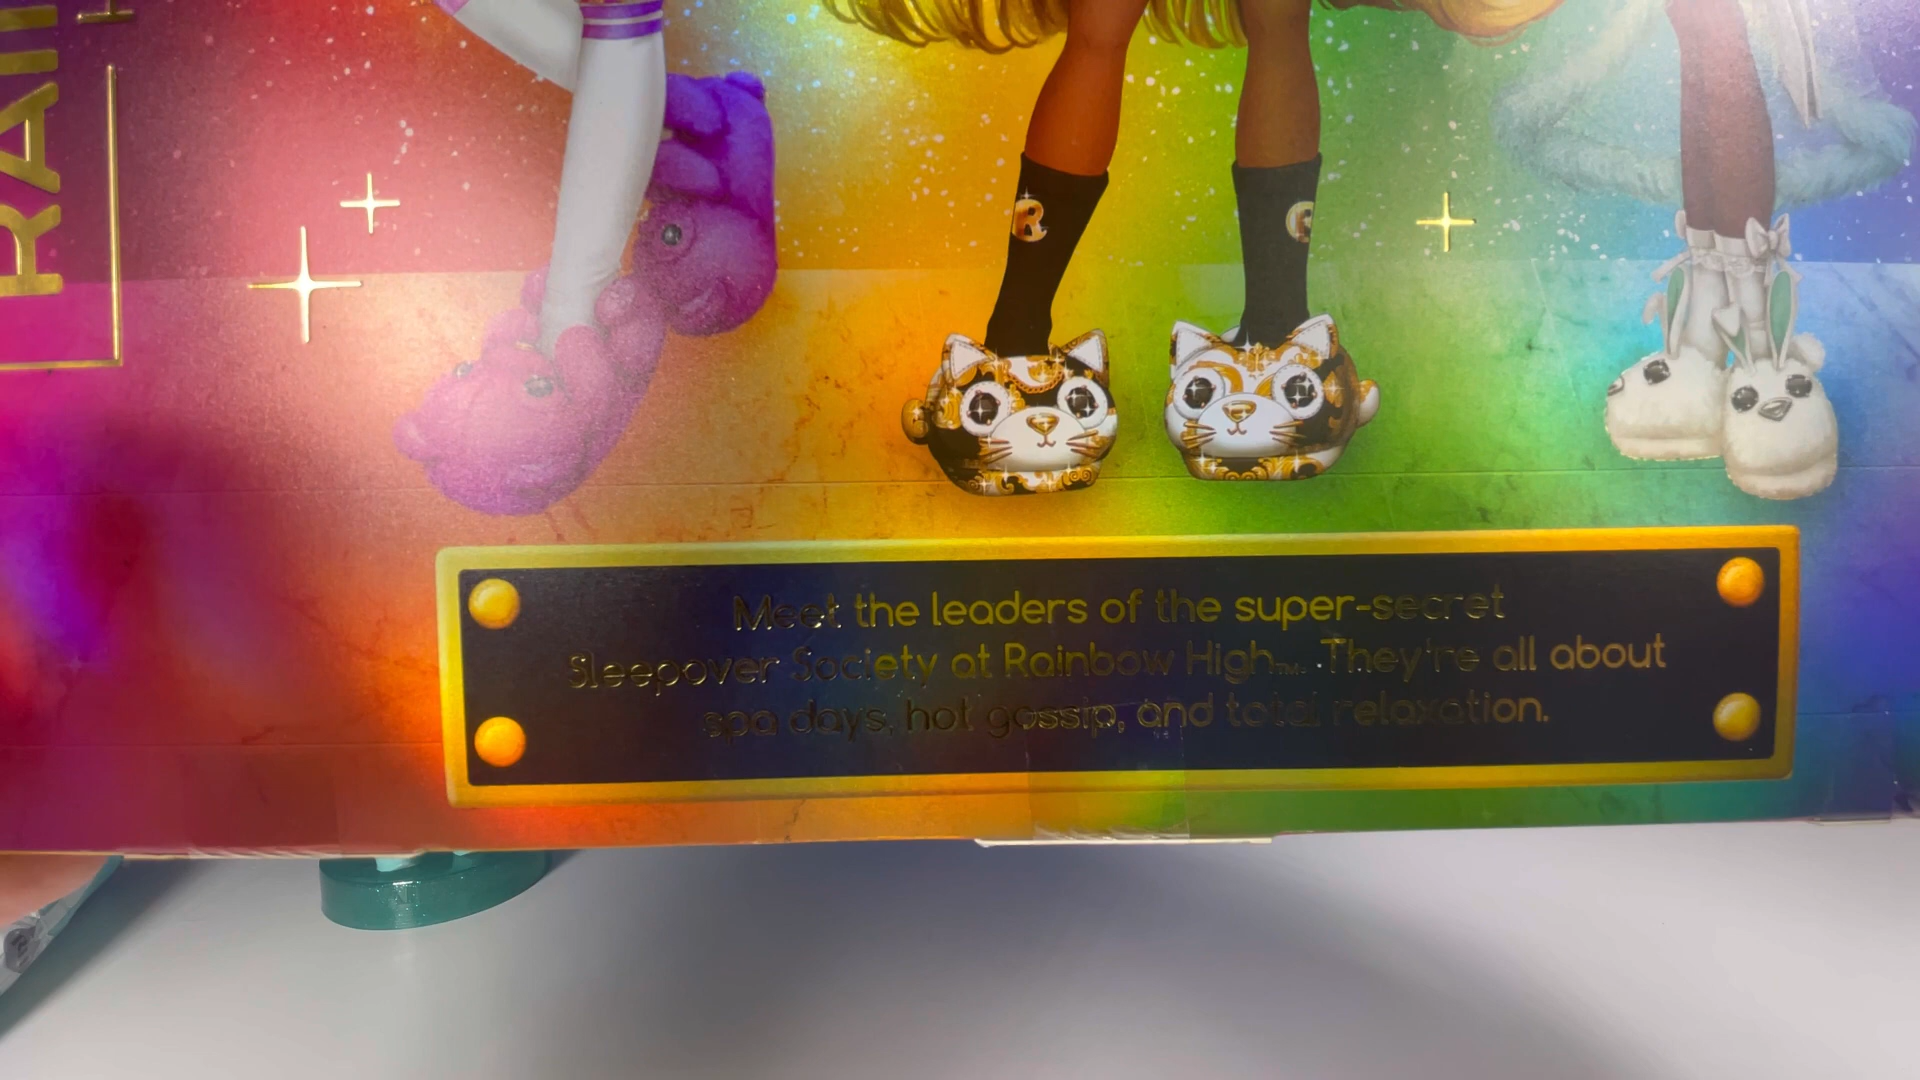 RAI
R
R
Meet the leaders of the super-secret
Sleepover Society at Rainbow High™. They're all about
spa days, hot gossip, and total relaxation.